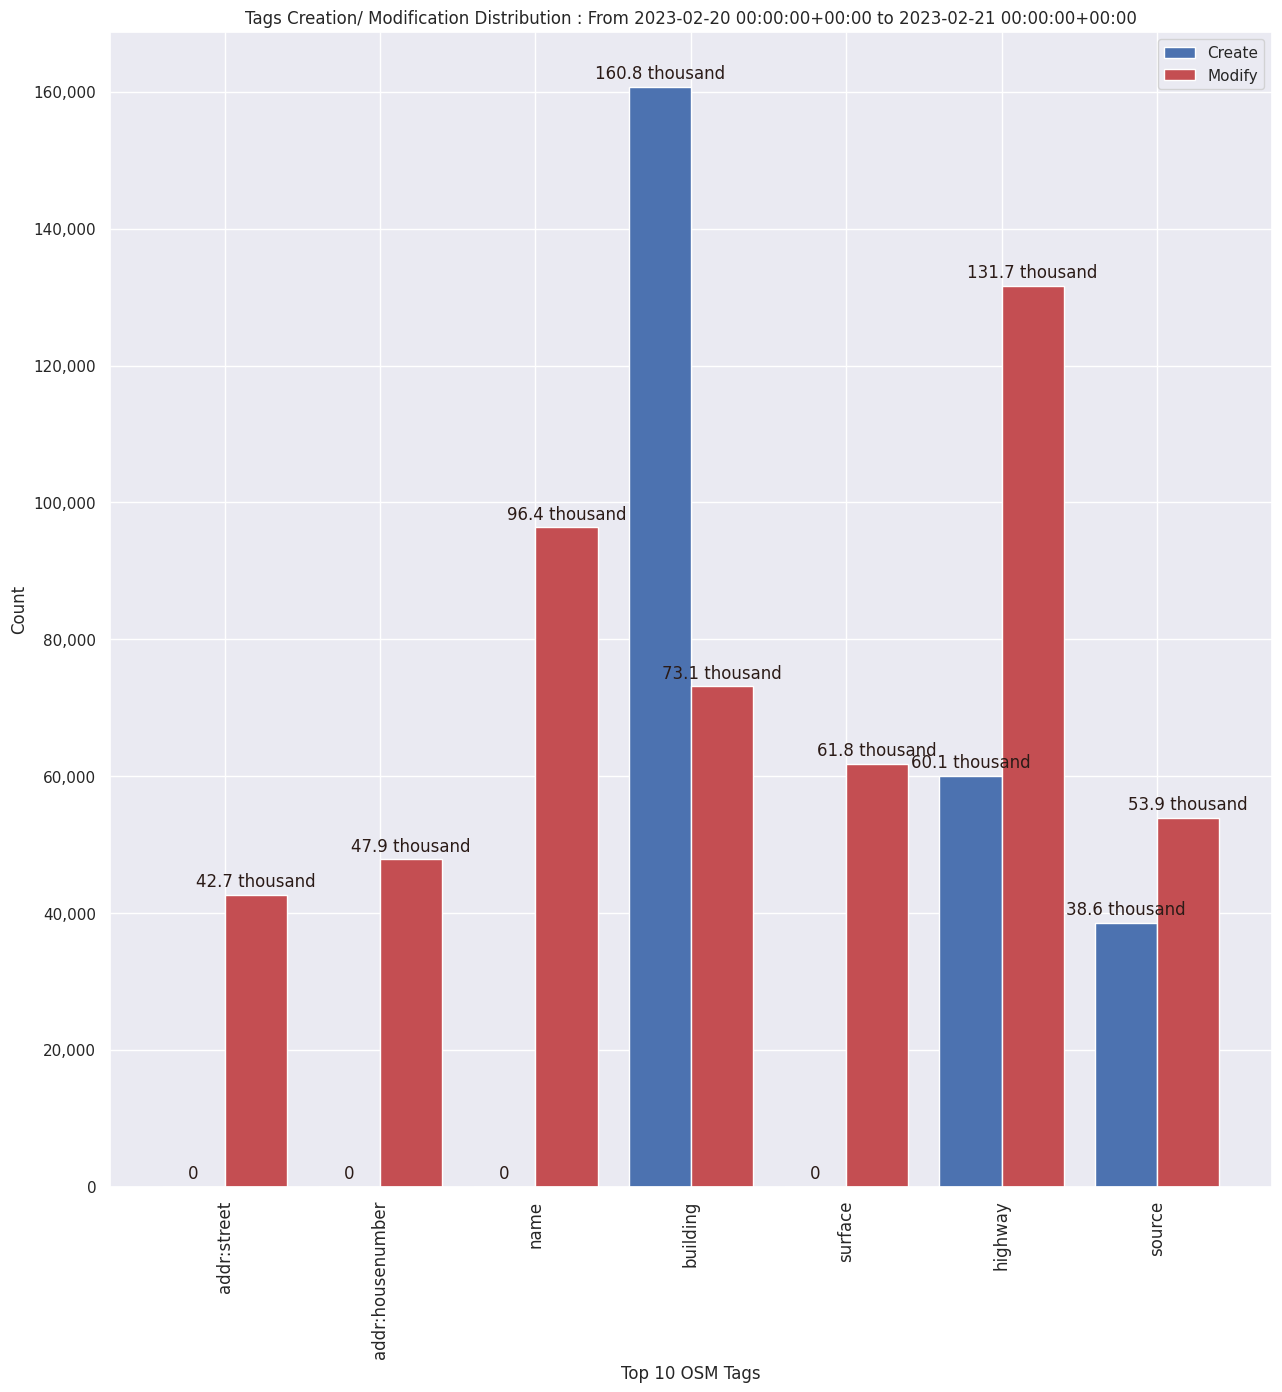 Tags Creation/ Modification Distribution : From 2023-02-20 00:00:00+00:00 to 2023-02-21 00:00:00+00:00
Create
Modify
Count
160,000
140,000
120,000
100,000
80,000
60,000
40,000
20,000
0
160.8 thousand
131.7 thousand
96.4 thousand
73.1 thousand
61.8 thousand
60.1 thousand
53.9 thousand
47.9 thousand
42.7 thousand
38.6 thousand
0
0
0
0
addr:street
addr:housenumber
name
building
surface
highway
source
Top 10 OSM Tags